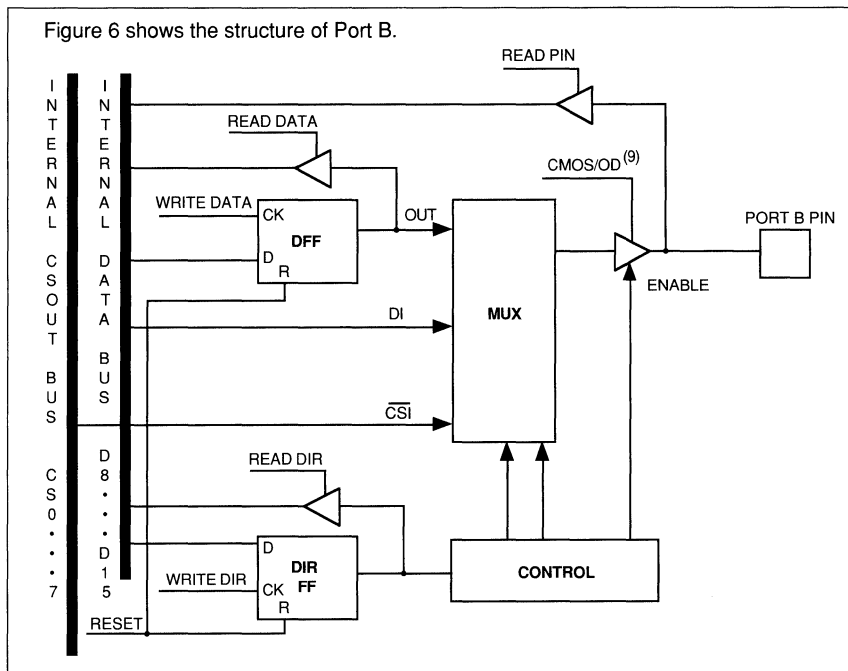 Figure 6 shows the structure of Port B.
READ PIN
INTERNAL CSOUT BUS CS0···7
INTERNAL DATA BUS D8····D15
READ DATA
CMOS/OD(9)
WRITE DATA
CK
OUT
PORT B PIN
DFF
D
R
ENABLE
DI
MUX
CSI
READ DIR
D
DIR
FF
CONTROL
WRITE DIR
CK
R
RESET